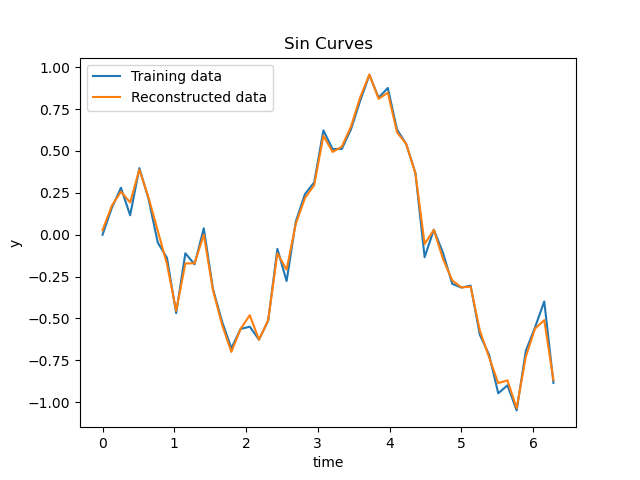 Sin Curves
Training data
Reconstructed data
1.00
0.75
0.50
0.25
0.00
−0.25
−0.50
−0.75
−1.00
y
0 1 2 3 4 5 6
time